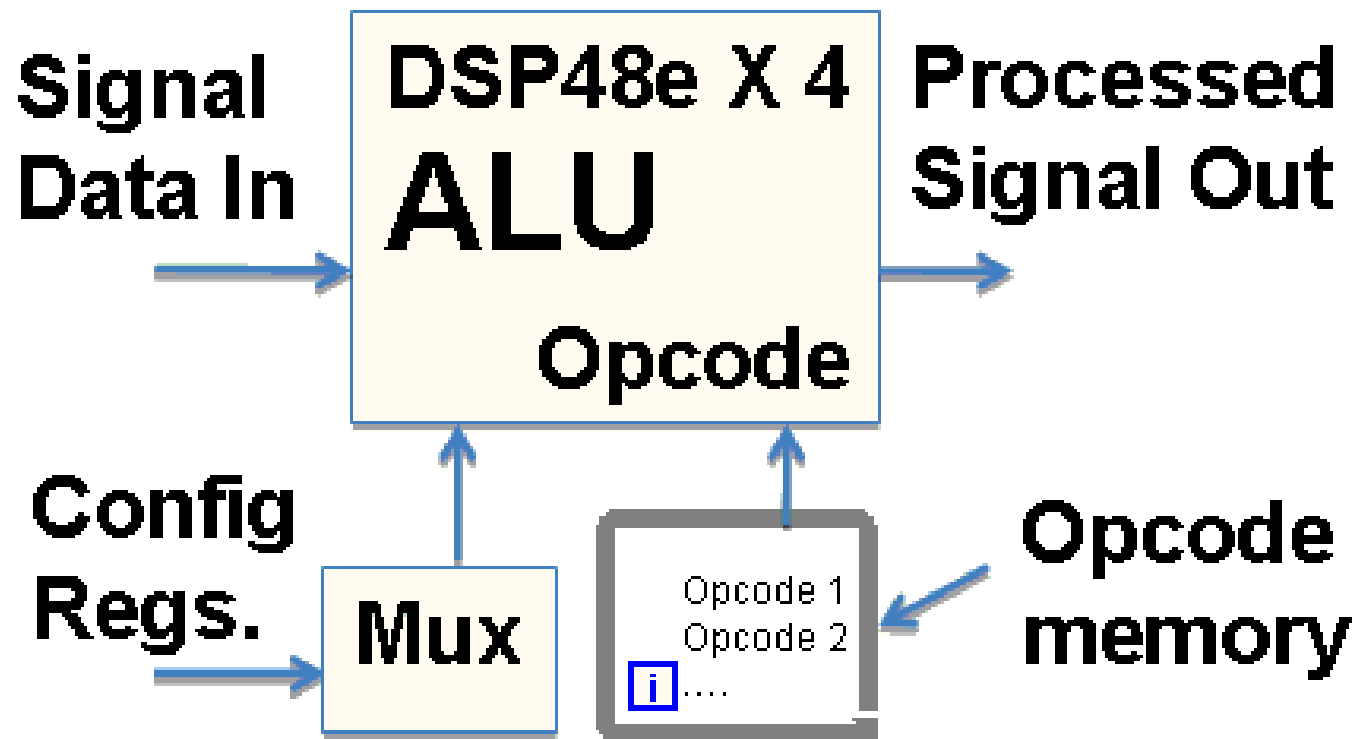 Signal
Data In
DSP48e X 4
ALU
Opcode
Processed
Signal Out
Config
Regs.
Mux
Opcode 1
Opcode 2
i ....
Opcode
memory